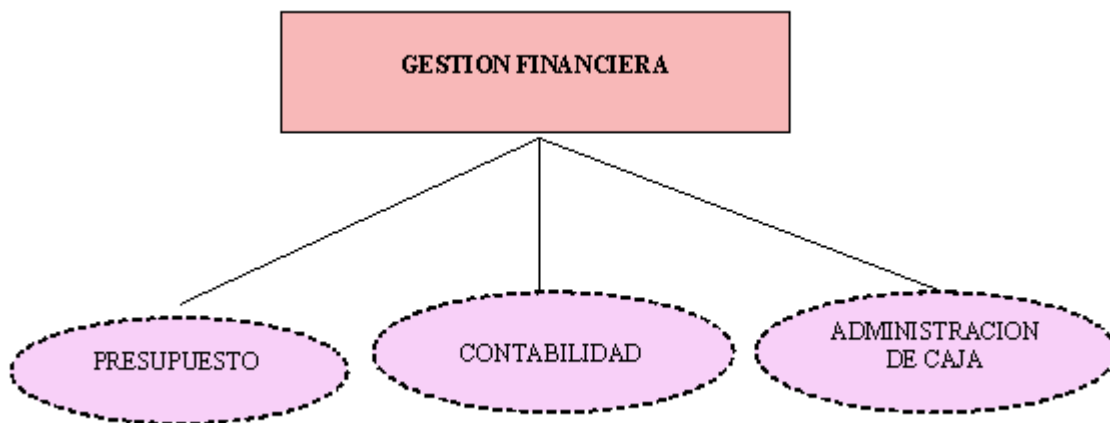 GESTION FINANCIERA
PRESUPUESTO
CONTABILIDAD
ADMINISTRACION
DE CAJA